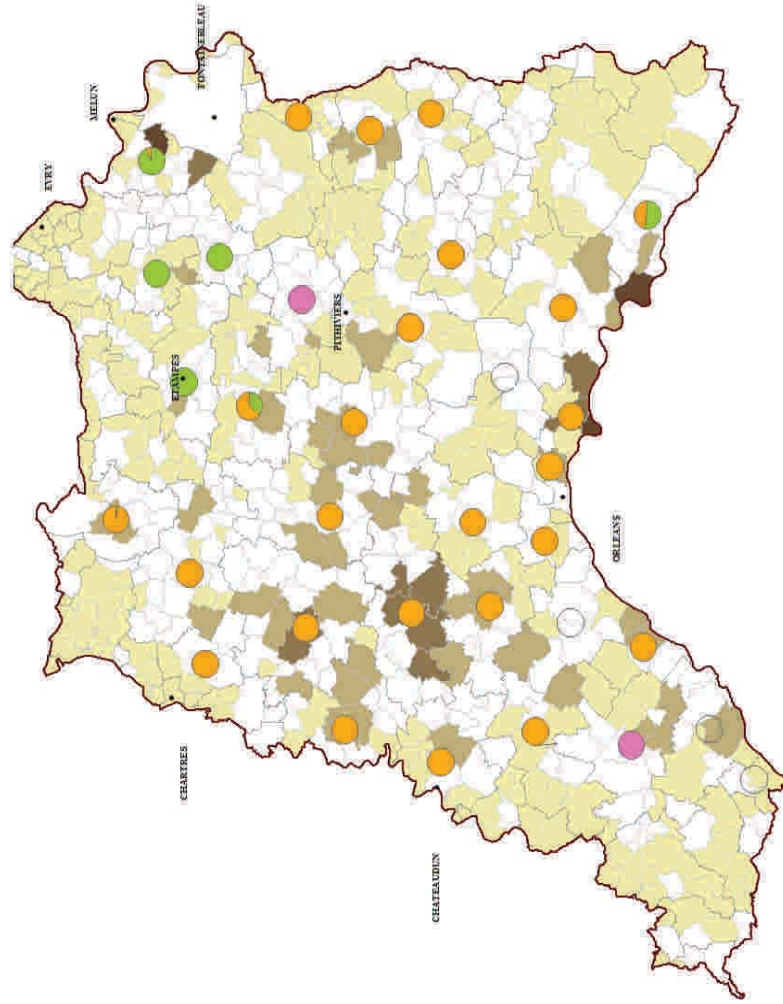 EVRY
MELUN
FONTAINEBLEAU
ETAMPES
PITHIVIERS
CHARTRES
ORLEANS
CHATEAUDUN